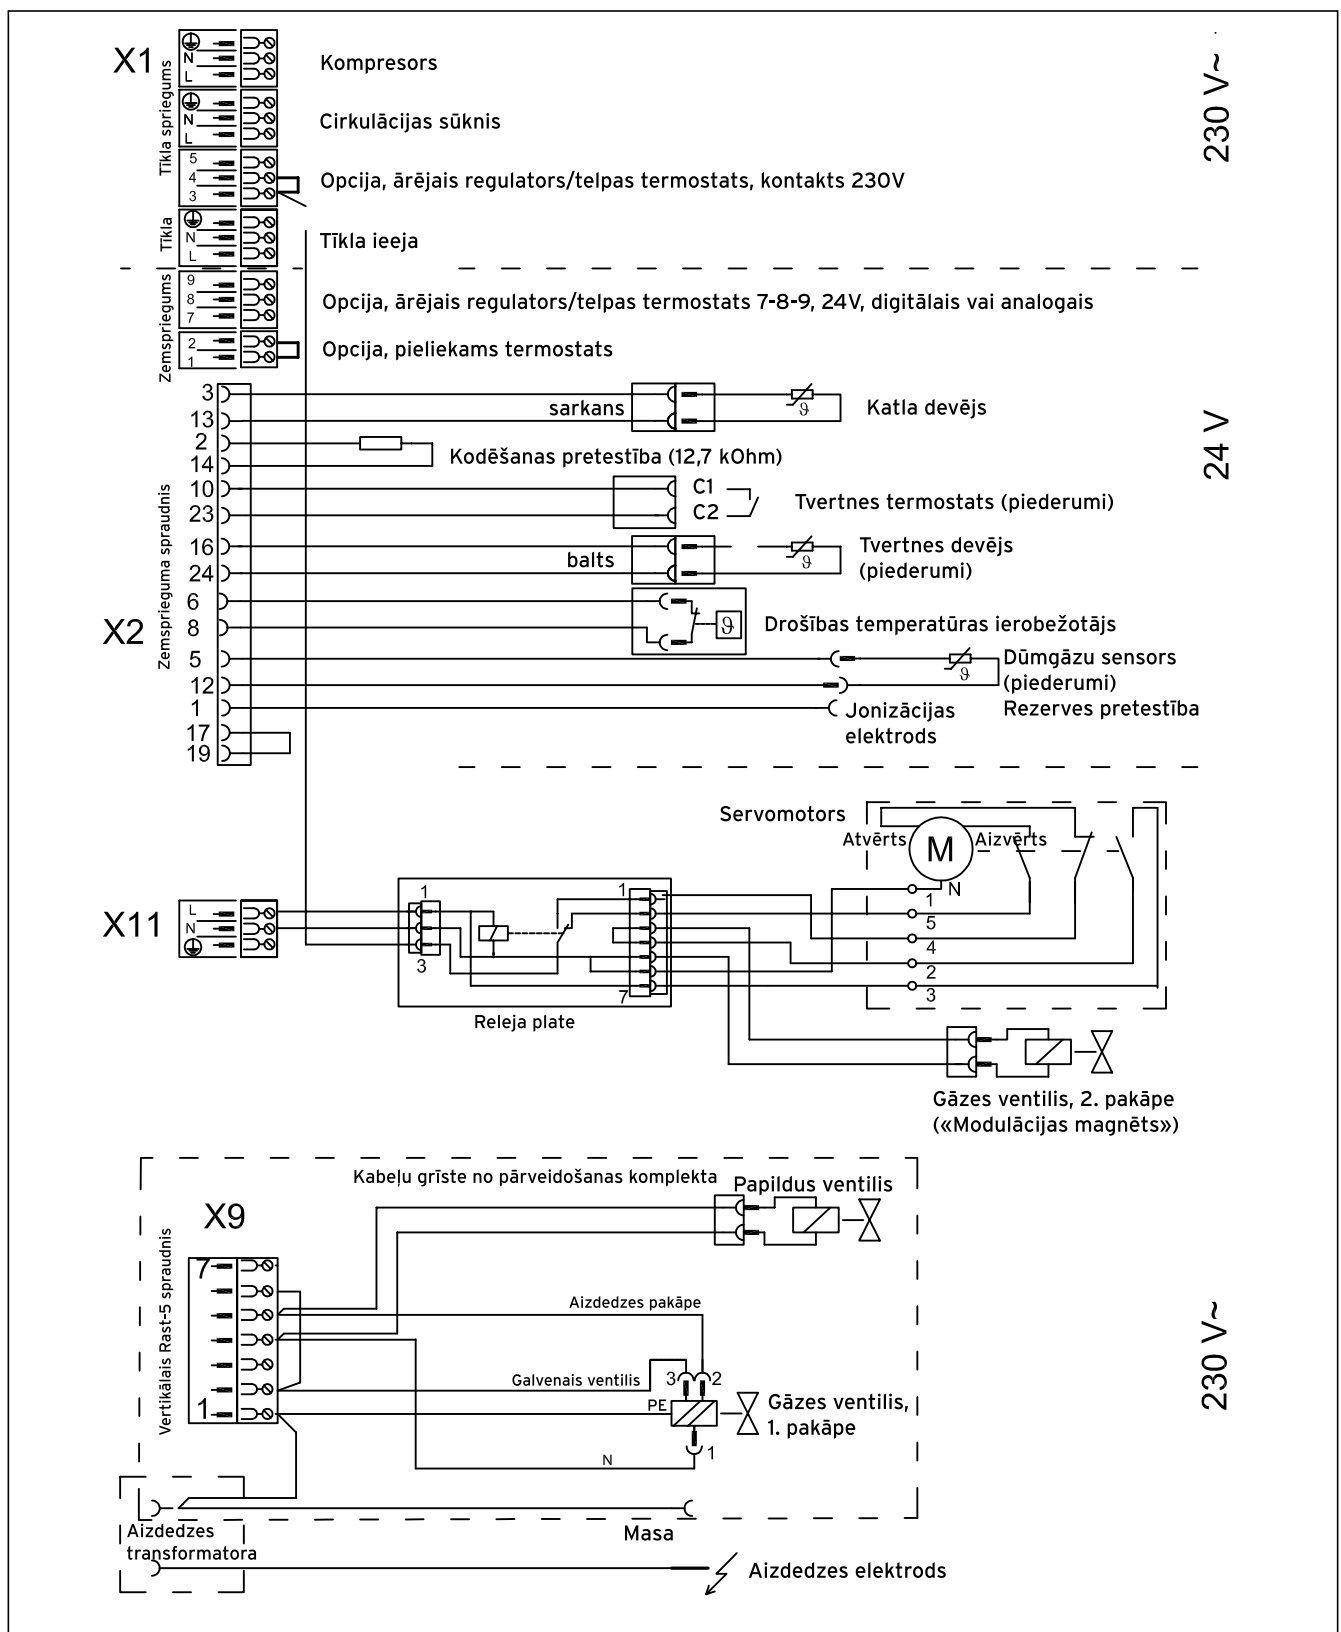 X1
Tīkla spriegums
N
L
Kompresors
N
L
Cirkulācijas sūknis
5
4
3
Opcija, ārējais regulators/telpas termostats, kontakts 230V
230 V~
Tīkla
N
L
Tīkla ieeja
Zemspriegums
9
8
7
Opcija, ārējais regulators/telpas termostats 7-8-9, 24V, digitālais vai analogais
2
1
Opcija, pieliekams termostats
24 V
X2
Zemsprieguma spraudnis
3
13
sarkans
ϑ
Katla devējs
2
14
Kodēšanas pretestība (12,7 kOhm)
10
23
C1
C2
Tvertnes termostats (piederumi)
16
24
balts
ϑ
Tvertnes devējs
(piederumi)
6
8
ϑ
Drošības temperatūras ierobežotājs
5
12
ϑ
Dūmgāzu sensors
(piederumi)
Rezerves pretestība
1
Jonizācijas
elektrods
17
19
Servomotors
Atvērts
M
Aizvērts
N
1
5
4
2
3
X11
L
N
1
3
1
7
Releja plate
Gāzes ventilis, 2. pakāpe
(«Modulācijas magnēts»)
Kabeļu grīste no pārveidošanas komplekta
Papildus ventilis
X9
Vertikālais Rast-5 spraudnis
7
1
Aizdedzes pakāpe
Galvenais ventilis
3
2
PE
Gāzes ventilis,
1. pakāpe
N
1
230 V~
Masa
Aizdedzes
transformatora
Aizdedzes elektrods